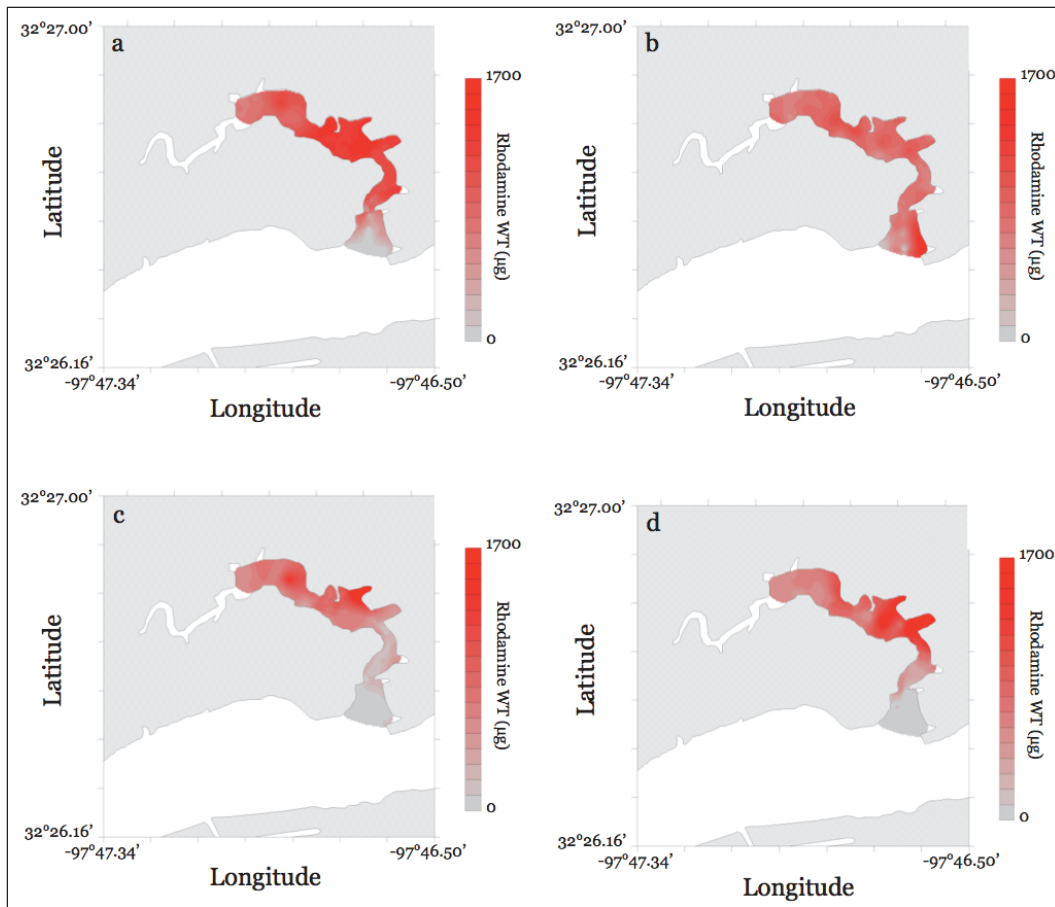 32°27.00'
a
1700
Rhodamine WT (µg)
0
Latitude
32°26.16'
-97°47.34'
-97°46.50'
Longitude
32°27.00'
b
1700
Rhodamine WT (µg)
0
Latitude
32°26.16'
-97°47.34'
-97°46.50'
Longitude
32°27.00'
c
1700
Rhodamine WT (µg)
0
Latitude
32°26.16'
-97°47.34'
-97°46.50'
Longitude
32°27.00'
d
1700
Rhodamine WT (µg)
0
Latitude
32°26.16'
-97°47.34'
-97°46.50'
Longitude